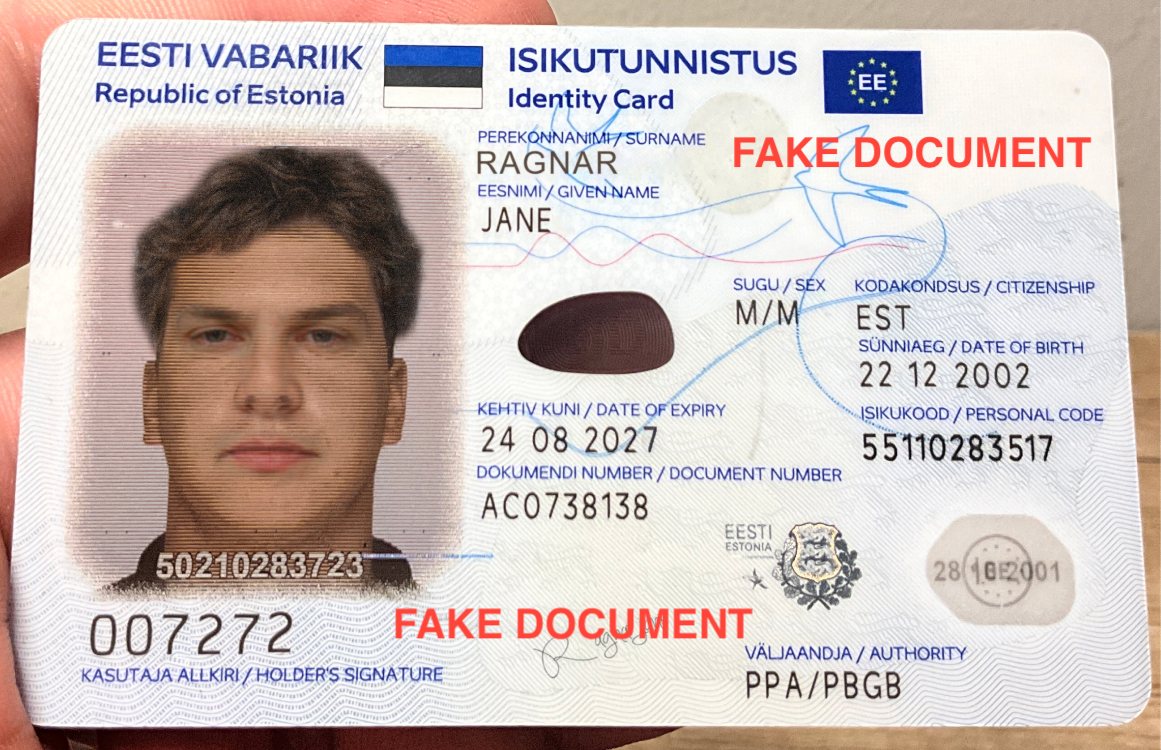 EESTI VABARIIK
Republic of Estonia
ISIKUTUNNISTUS
Identity Card
EE
PEREKONNANIMI / SURNAME
RAGNAR
FAKE DOCUMENT
EESNIMI / GIVEN NAME
JANE
SUGU / SEX
M/M
KODAKONDSUS / CITIZENSHIP
EST
SÜNNIAEG / DATE OF BIRTH
22 12 2002
KEHTIV KUNI / DATE OF EXPIRY
24 08 2027
ISIKUKOOD / PERSONAL CODE
55110283517
DOKUMENDI NUMBER / DOCUMENT NUMBER
AC0738138
EESTI
ESTONIA
50210283723
28 10 2001
007272
FAKE DOCUMENT
KASUTAJA ALLKIRI / HOLDER'S SIGNATURE
VÄLJAANDJA / AUTHORITY
PPA/PBGB